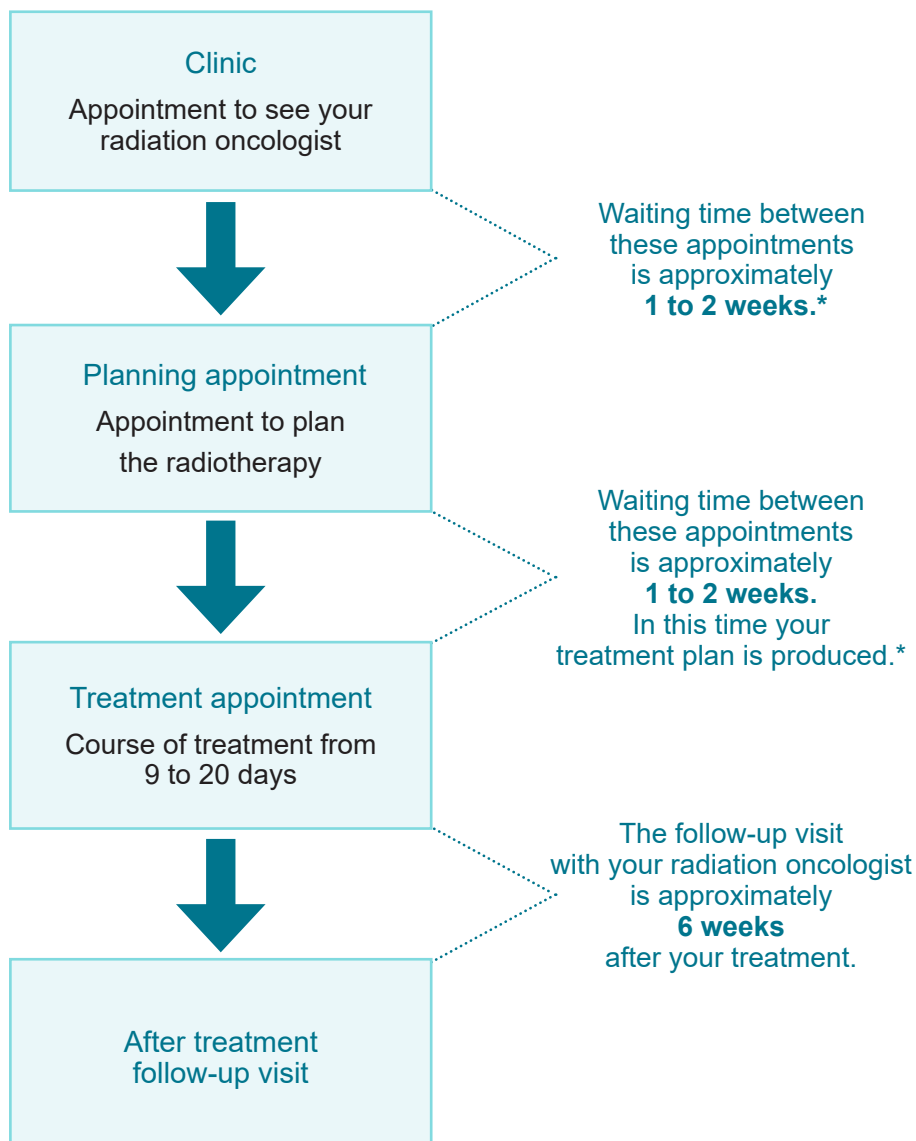 Clinic
Appointment to see your
radiation oncologist
Waiting time between
these appointments
is approximately
1 to 2 weeks.*
Planning appointment
Appointment to plan
the radiotherapy
Waiting time between
these appointments
is approximately
1 to 2 weeks.
In this time your
treatment plan is produced.*
Treatment appointment
Course of treatment from
9 to 20 days
The follow-up visit
with your radiation oncologist
is approximately
6 weeks
after your treatment.
After treatment
follow-up visit